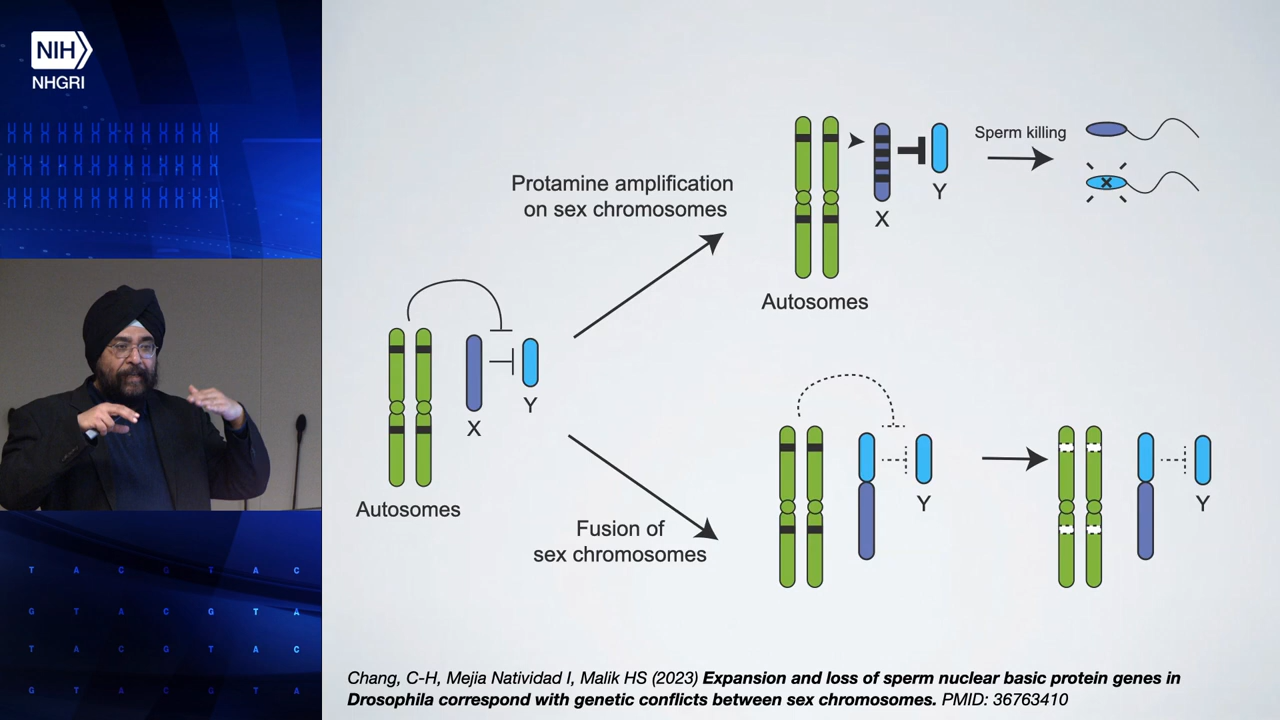 NIH
NHGRI
Protamine amplification
on sex chromosomes
Autosomes
X
Y
Sperm killing
X
Autosomes
X
Y
Autosomes
Fusion of
sex chromosomes
Y
Y
Chang, C-H, Mejia Natividad I, Malik HS (2023) Expansion and loss of sperm nuclear basic protein genes in
Drosophila correspond with genetic conflicts between sex chromosomes. PMID: 36763410
T A C G T A C
G T A C G T A
T A C G T A C
G T A C G T A